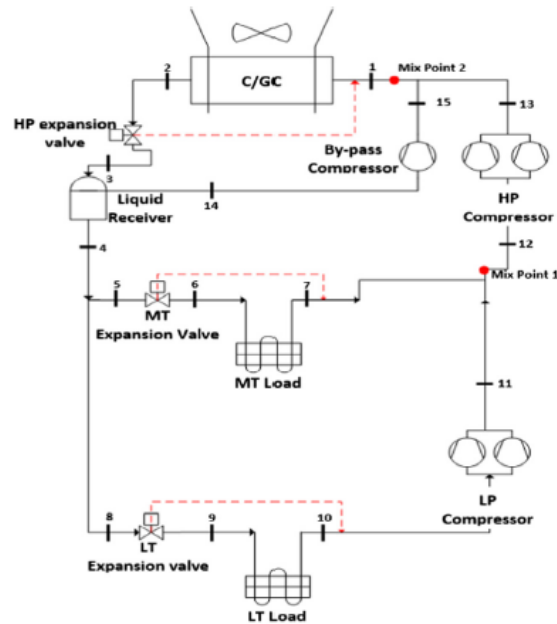 2
C/GC
1
Mix Point 2
HP expansion
valve
15
13
By-pass
Compressor
3
Liquid
Receiver
14
HP
Compressor
12
4
Mix Point 1
5
6
7
MT
Expansion Valve
MT Load
11
LP
Compressor
8
9
10
LT
Expansion valve
LT Load